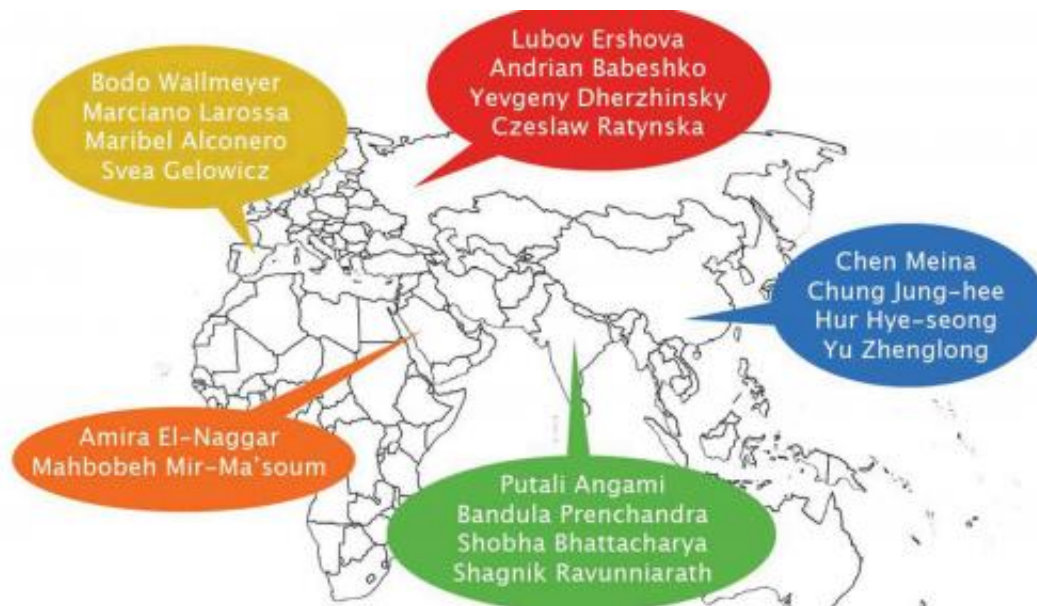 Lubov Ershova
Andrian Babeshko
Yevgeny Dherzhinsky
Czeslaw Ratynska
Bodo Wallmeyer
Marciano Larossa
Maribel Alconero
Svea Gelowicz
Chen Meina
Chung Jung-hee
Hur Hye-seong
Yu Zhenglong
Amira El-Naggar
Mahbobeh Mir-Ma'soum
Putali Angami
Bandula Prenchandra
Shobha Bhattacharya
Shagnik Ravunniarath